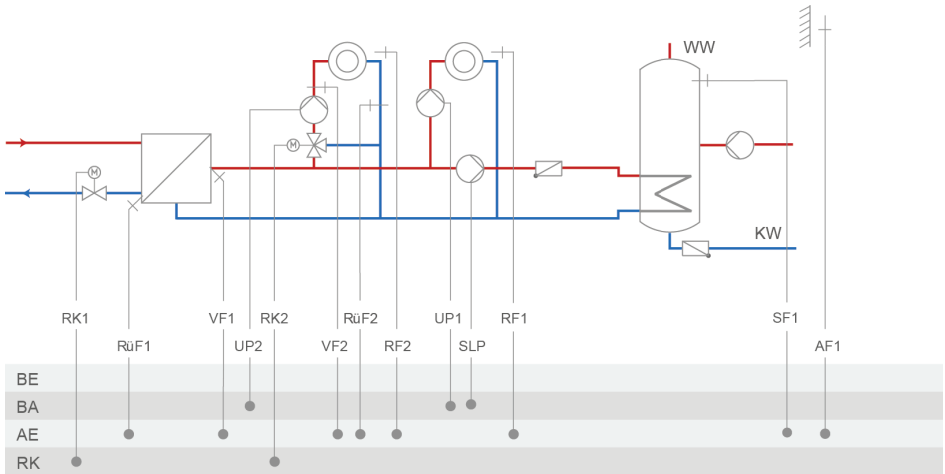 WW
M
M
KW
RK1 VF1 RK2 RüF2 UP1 RF1 SF1
RüF1 UP2 VF2 RF2 SLP AF1
BE
BA
AE
RK